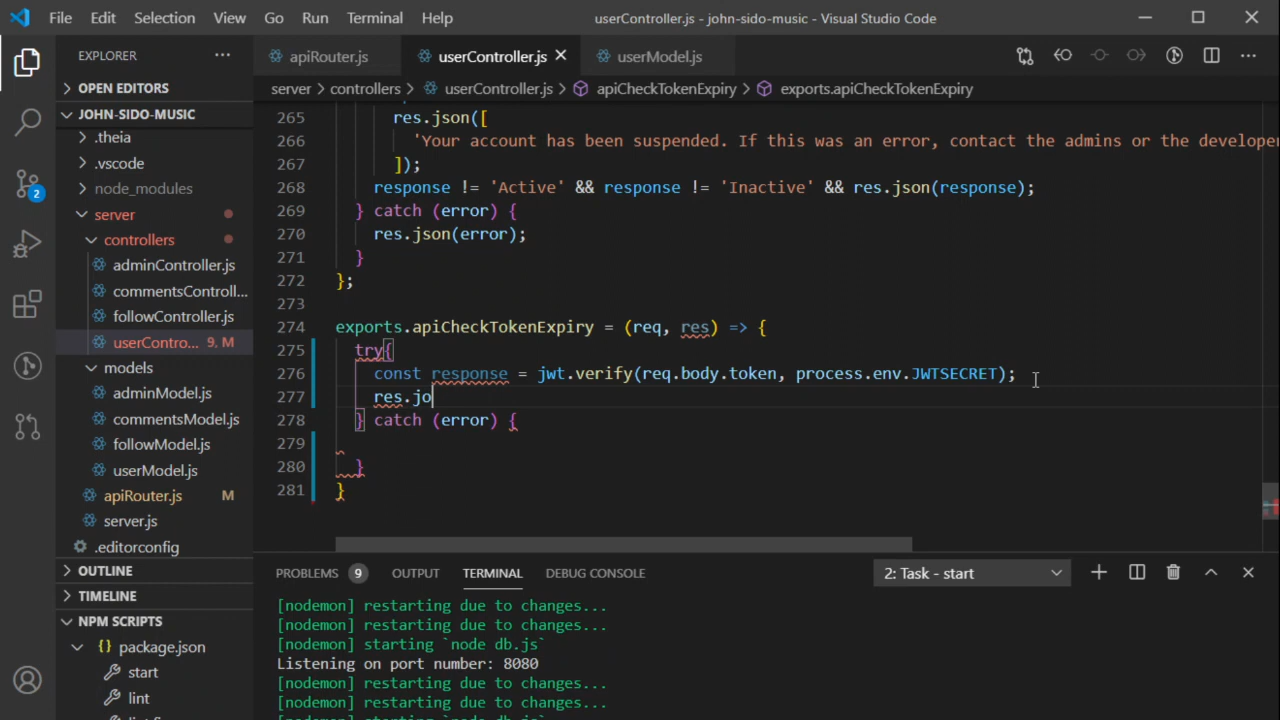 File Edit Selection View Go Run Terminal Help userController.js - john-sido-music - Visual Studio Code
EXPLORER
OPEN EDITORS
JOHN-SIDO-MUSIC
.theia
.vscode
node_modules
server
controllers
adminController.js
commentsControll...
followController.js
userContro... 9, M
models
adminModel.js
commentsModel.js
followModel.js
userModel.js
apiRouter.js M
server.js
.editorconfig
OUTLINE
TIMELINE
NPM SCRIPTS
package.json
start
lint
2
apiRouter.js userController.js userModel.js
server controllers userController.js apiCheckTokenExpiry exports.apiCheckTokenExpiry
265 res.json([
266 'Your account has been suspended. If this was an error, contact the admins or the develope
267 ]);
268 response != 'Active' && response != 'Inactive' && res.json(response);
269 } catch (error) {
270 res.json(error);
271 }
272 };
273
274 exports.apiCheckTokenExpiry = (req, res) => {
275 try{
276 const response = jwt.verify(req.body.token, process.env.JWTSECRET);
277 res.jo
278 } catch (error) {
279
280 }
281 }
PROBLEMS 9 OUTPUT TERMINAL DEBUG CONSOLE 2: Task - start
[nodemon] restarting due to changes...
[nodemon] restarting due to changes...
[nodemon] starting `node db.js`
Listening on port number: 8080
[nodemon] restarting due to changes...
[nodemon] restarting due to changes...